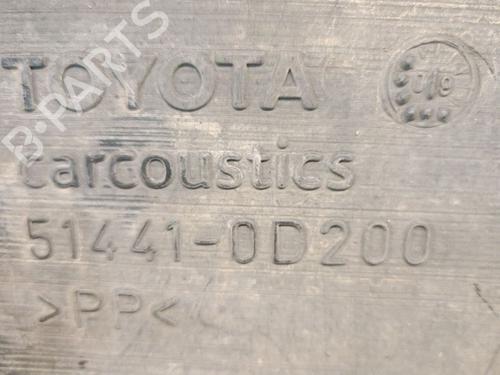 TOYOTA
carcoustics
51441-0D200
>PP<
B-PARTS